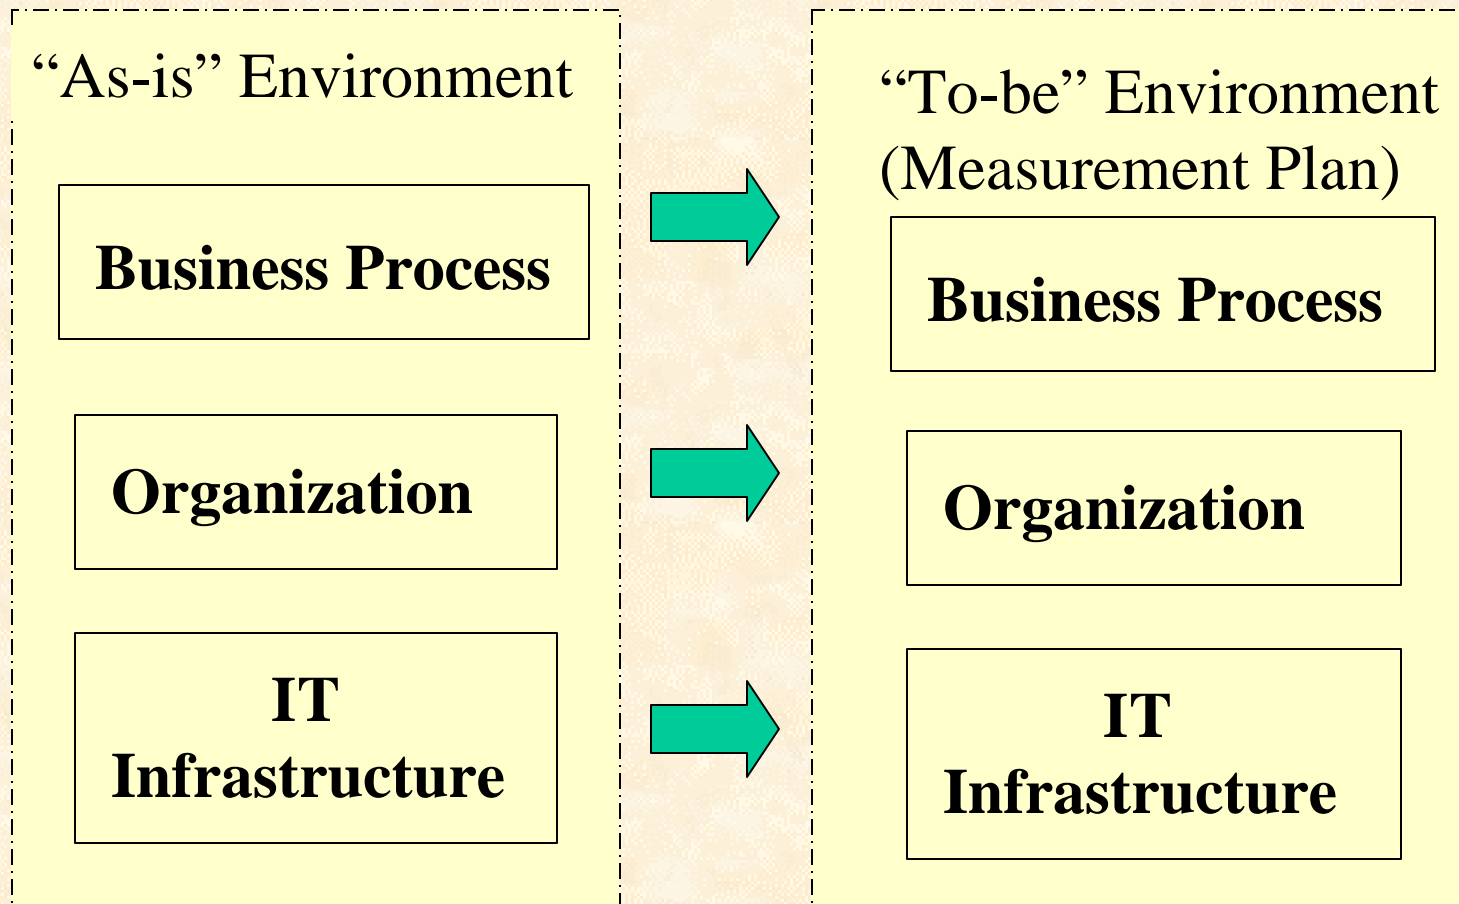 “As-is” Environment
Business Process
Organization
IT
Infrastructure
“To-be” Environment
(Measurement Plan)
Business Process
Organization
IT
Infrastructure